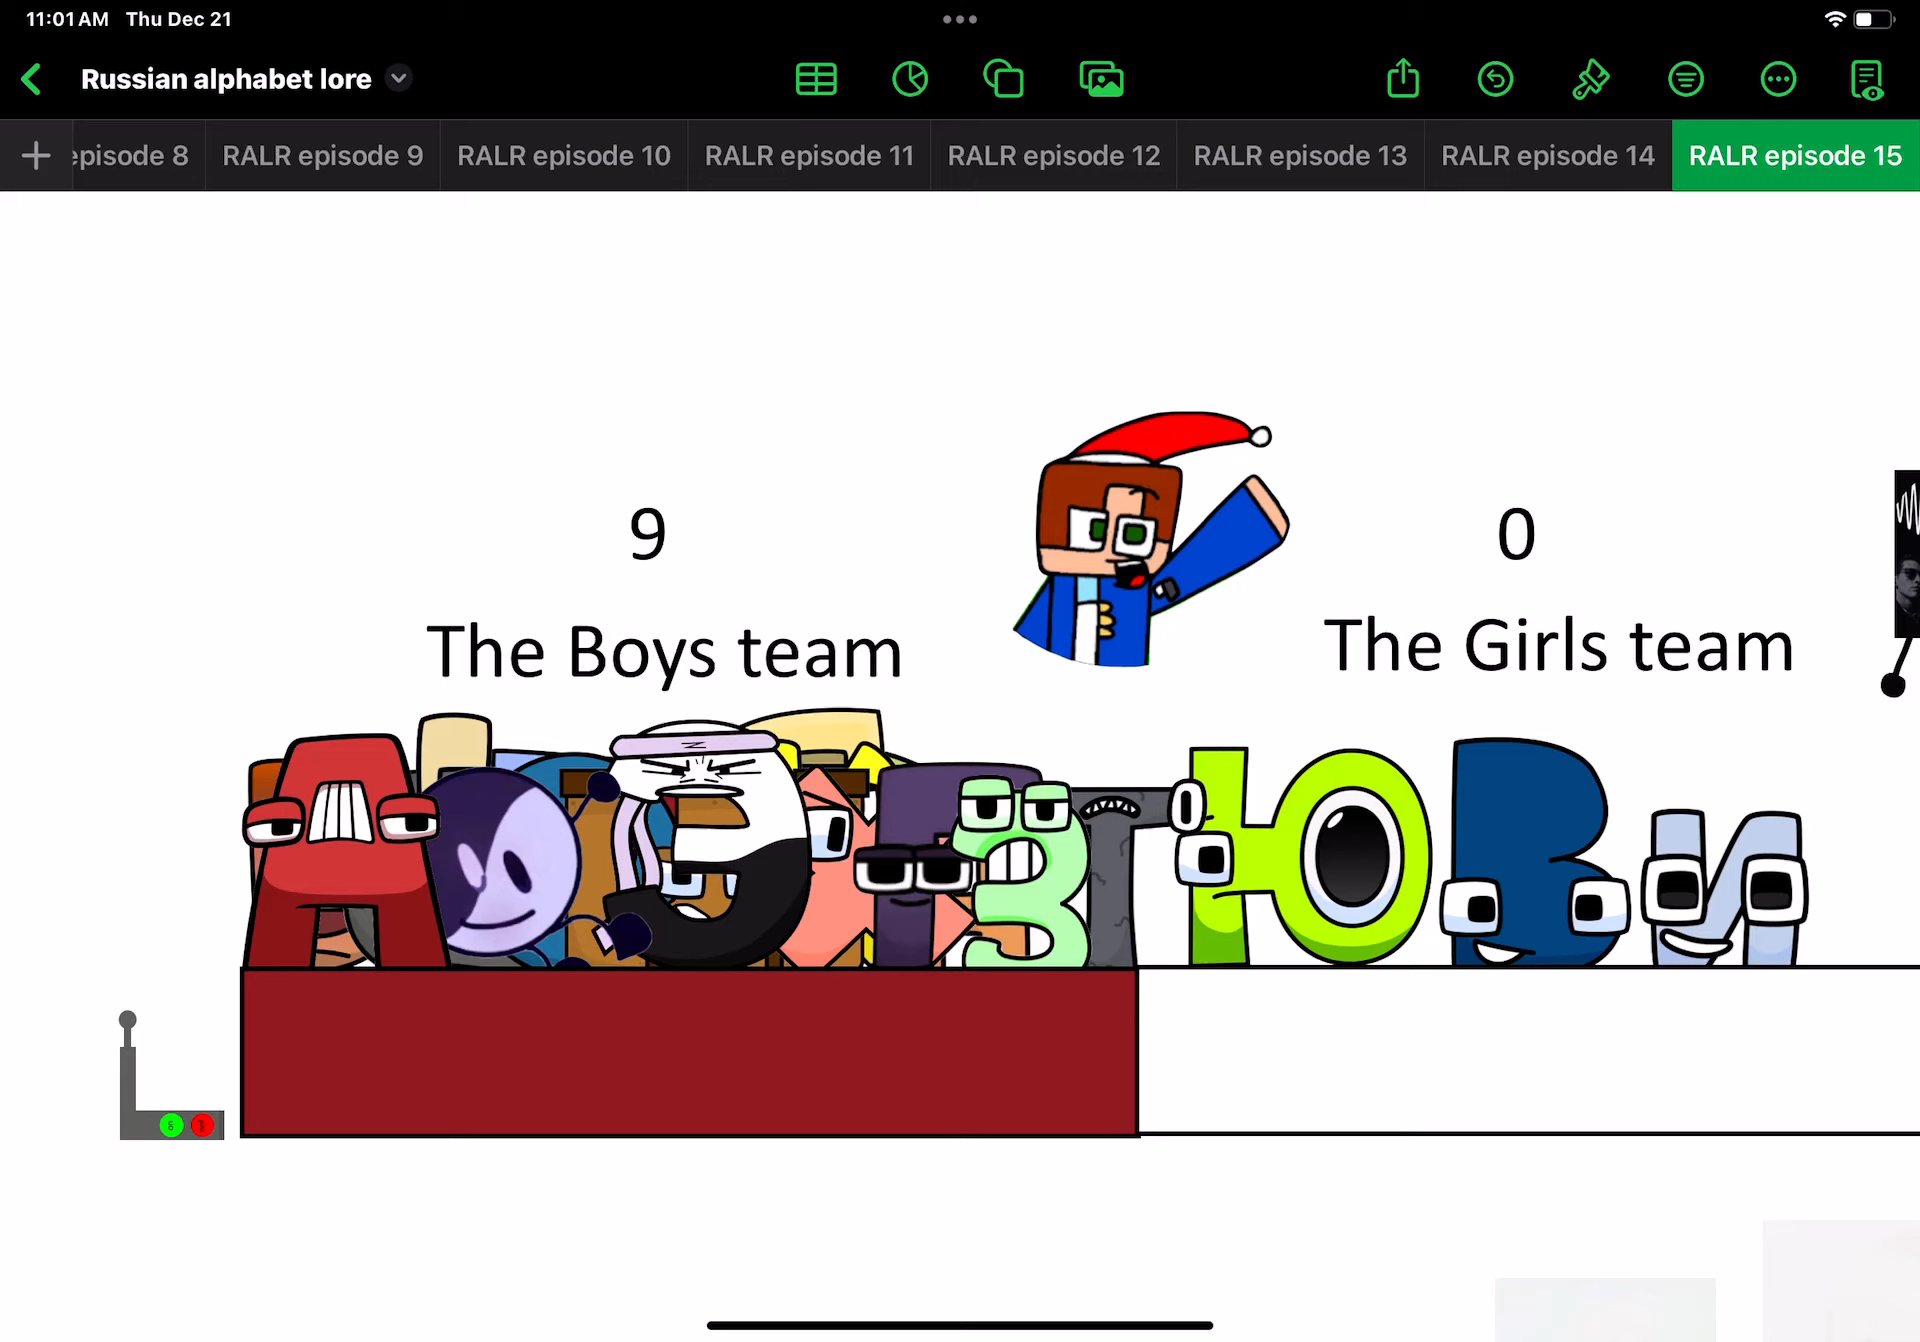 11:01 AM Thu Dec 21
Russian alphabet lore
episode 8 RALR episode 9 RALR episode 10 RALR episode 11 RALR episode 12 RALR episode 13 RALR episode 14 RALR episode 15
9 0
The Boys team The Girls team
А Э З Т Ю В И